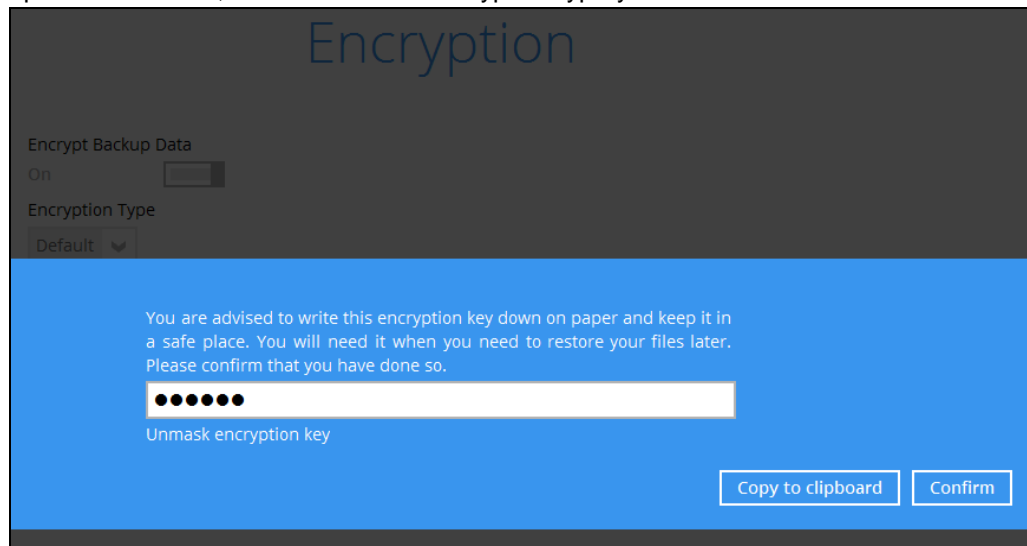 Encryption
Encrypt Backup Data
On
Encryption Type
Default
You are advised to write this encryption key down on paper and keep it in
a safe place. You will need it when you need to restore your files later.
Please confirm that you have done so.
●●●●●●
Unmask encryption key
Copy to clipboard Confirm